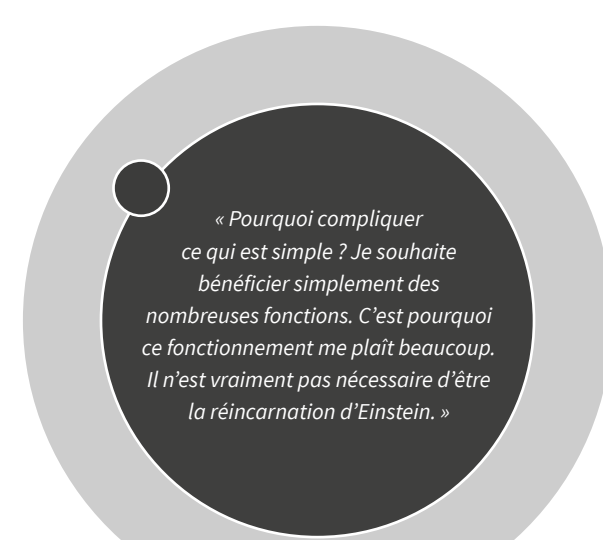 « Pourquoi compliquer
ce qui est simple ? Je souhaite
bénéficier simplement des
nombreuses fonctions. C’est pourquoi
ce fonctionnement me plaît beaucoup.
Il n’est vraiment pas nécessaire d’être
la réincarnation d’Einstein. »